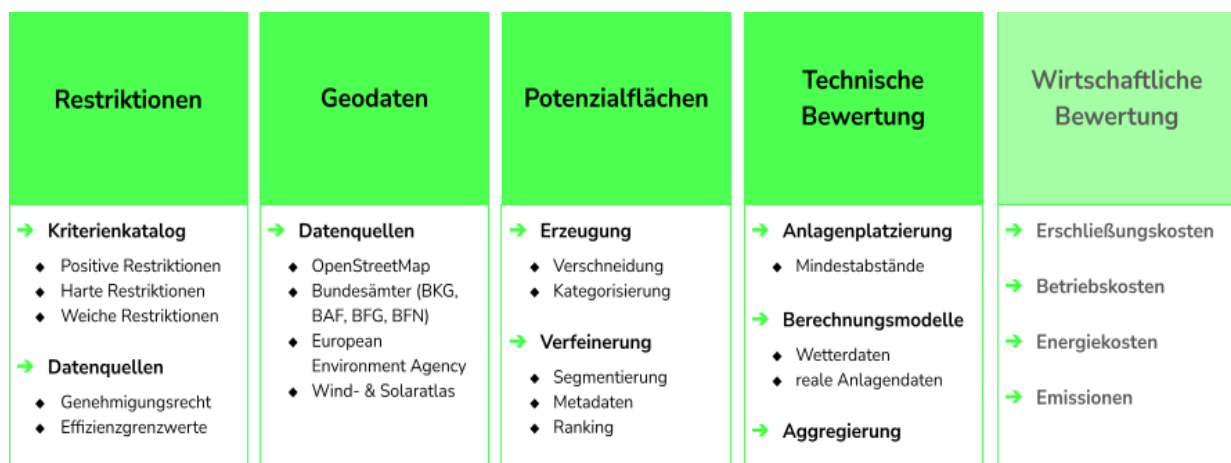 Restriktionen
Geodaten
Potenzialflächen
Technische
Bewertung
Wirtschaftliche
Bewertung
➔ Kriterienkatalog
◆ Positive Restriktionen
◆ Harte Restriktionen
◆ Weiche Restriktionen
➔ Datenquellen
◆ Genehmigungsrecht
◆ Effizienzgrenzwerte
➔ Datenquellen
◆ OpenStreetMap
◆ Bundesämter (BKG,
BAF, BFG, BFN)
◆ European
Environment Agency
◆ Wind- & Solaratlas
➔ Erzeugung
◆ Verschneidung
◆ Kategorisierung
➔ Verfeinerung
◆ Segmentierung
◆ Metadaten
◆ Ranking
➔ Anlagenplatzierung
◆ Mindestabstände
➔ Berechnungsmodelle
◆ Wetterdaten
◆ reale Anlagendaten
➔ Aggregierung
➔ Erschließungskosten
➔ Betriebskosten
➔ Energiekosten
➔ Emissionen